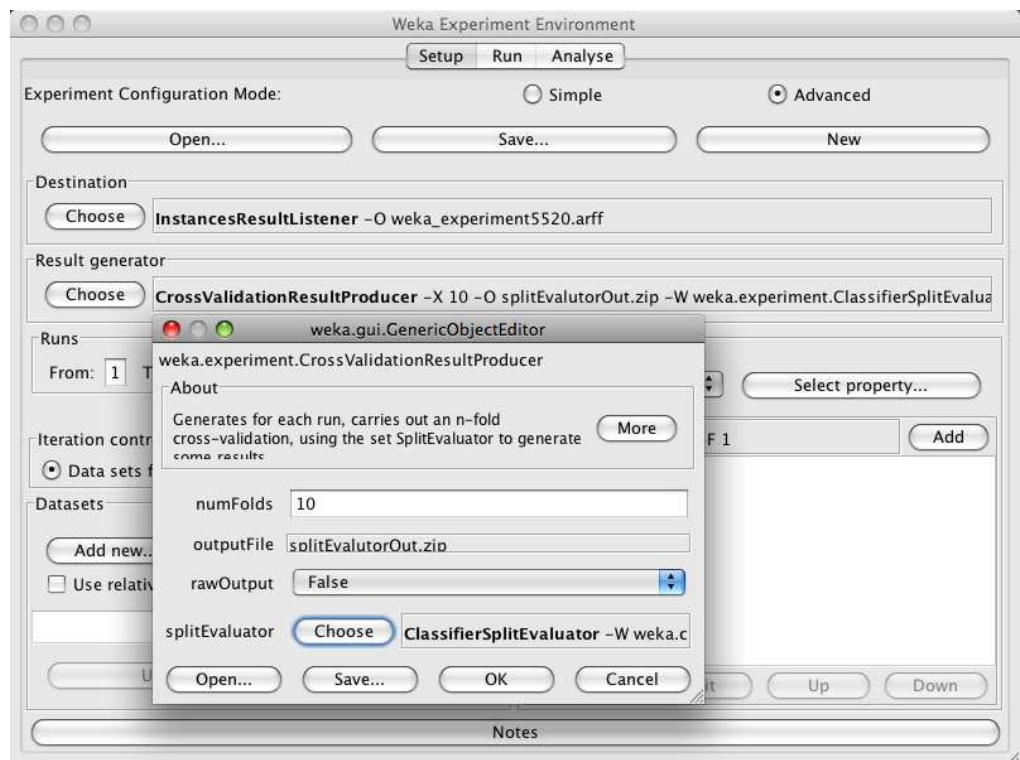 Weka Experiment Environment
Setup Run Analyse
Experiment Configuration Mode: Simple Advanced
Open... Save... New
Destination
Choose InstancesResultListener -O weka_experiment5520.arff
Result generator
Choose CrossValidationResultProducer -X 10 -O splitEvalutorOut.zip -W weka.experiment.ClassifierSplitEvalua
Runs
From: 1 T
Select property...
Iteration contr
F 1 Add
Data sets f
Datasets
Add new..
Use relativ
U
Up Down
Notes
weka.gui.GenericObjectEditor
weka.experiment.CrossValidationResultProducer
About
Generates for each run, carries out an n-fold
cross-validation, using the set SplitEvaluator to generate
some results
More
numFolds 10
outputFile splitEvalutorOut.zip
rawOutput False
splitEvaluator Choose ClassifierSplitEvaluator -W weka.c
Open... Save... OK Cancel